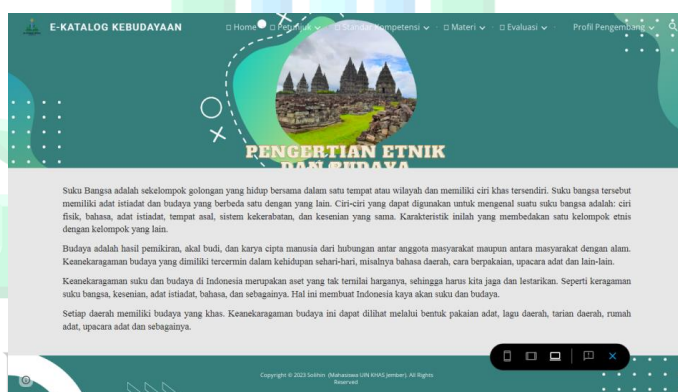 E-KATALOG KEBUDAYAAN Home Petunjuk Standar Kompetensi Materi Evaluasi Profil Pengembang
PENGERTIAN ETNIK
DAN BUDAYA
Suku Bangsa adalah sekelompok golongan yang hidup bersama dalam satu tempat atau wilayah dan memiliki ciri khas tersendiri. Suku bangsa tersebut
memiliki adat istiadat dan budaya yang berbeda satu dengan yang lain. Ciri-ciri yang dapat digunakan untuk mengenal suatu suku bangsa adalah: ciri
fisik, bahasa, adat istiadat, tempat asal, sistem kekerabatan, dan kesenian yang sama. Karakteristik inilah yang membedakan satu kelompok etnis
dengan kelompok yang lain.
Budaya adalah hasil pemikiran, akal budi, dan karya cipta manusia dari hubungan antar anggota masyarakat maupun antara masyarakat dengan alam.
Keanekaragaman budaya yang dimiliki tercermin dalam kehidupan sehari-hari, misalnya bahasa daerah, cara berpakaian, upacara adat dan lain-lain.
Keanekaragaman suku dan budaya di Indonesia merupakan aset yang tak ternilai harganya, sehingga harus kita jaga dan lestarikan. Seperti keragaman
suku bangsa, kesenian, adat istiadat, bahasa, dan sebagainya. Hal ini membuat Indonesia kaya akan suku dan budaya.
Setiap daerah memiliki budaya yang khas. Keanekaragaman budaya ini dapat dilihat melalui bentuk pakaian adat, lagu daerah, tarian daerah, rumah
adat, upacara adat dan sebagainya.
Copyright © 2023 Solihin (Mahasiswa UIN KHAS Jember). All Rights
Reserved